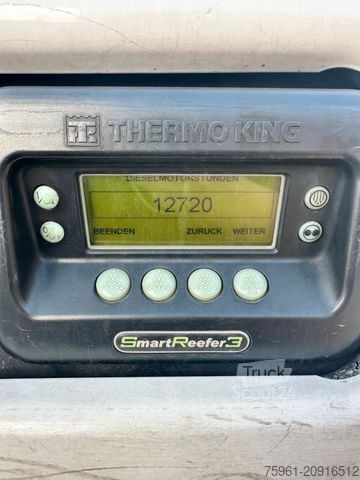 THERMO KING
DIESELMOTORSTUNDEN
12720
BEENDEN ZURÜCK WEITER
SmartReefer3
Truck
Scout24
75961-20916512